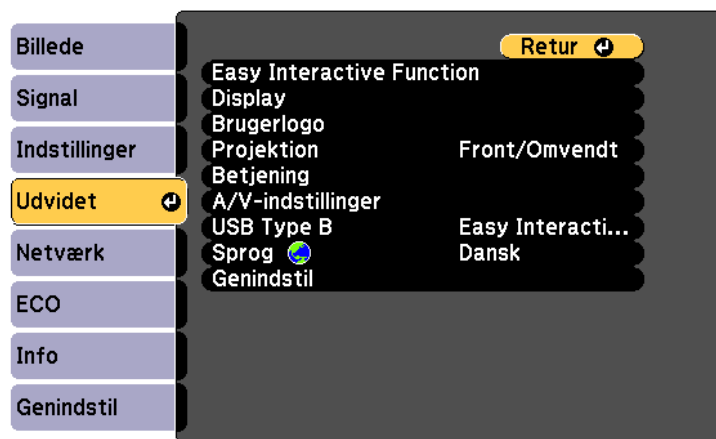 Billede
Signal
Indstillinger
Udvidet
Netværk
ECO
Info
Genindstil
Retur
Easy Interactive Function
Display
Brugerlogo
Projektion Front/Omvendt
Betjening
A/V-indstillinger
USB Type B Easy Interacti...
Sprog Dansk
Genindstil